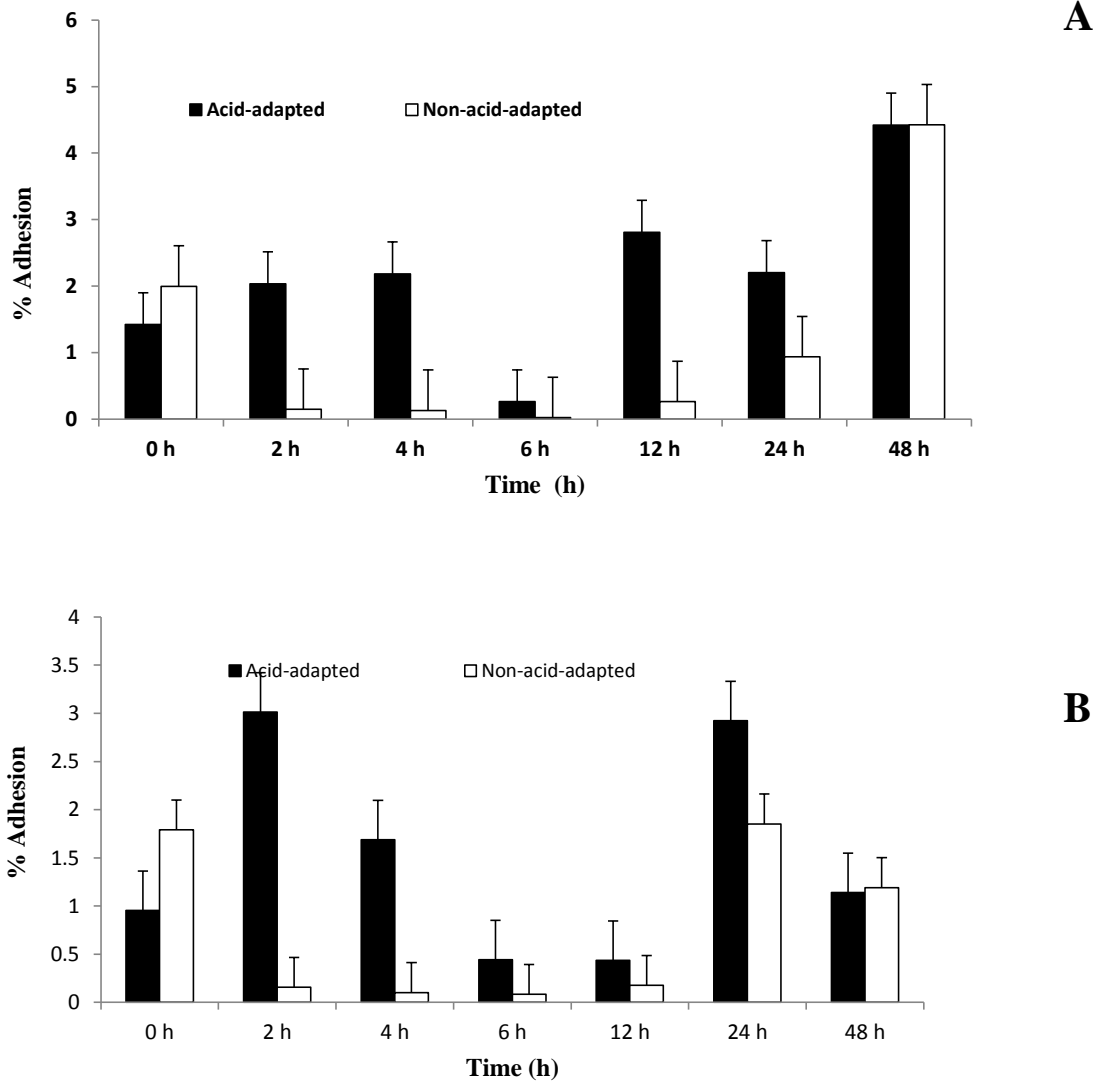 A
6
5
4
3
2
1
0
% Adhesion
Acid-adapted Non-acid-adapted
0 h 2 h 4 h 6 h 12 h 24 h 48 h
Time (h)
B
4
3.5
3
2.5
2
1.5
1
0.5
0
% Adhesion
Acid-adapted Non-acid-adapted
0 h 2 h 4 h 6 h 12 h 24 h 48 h
Time (h)